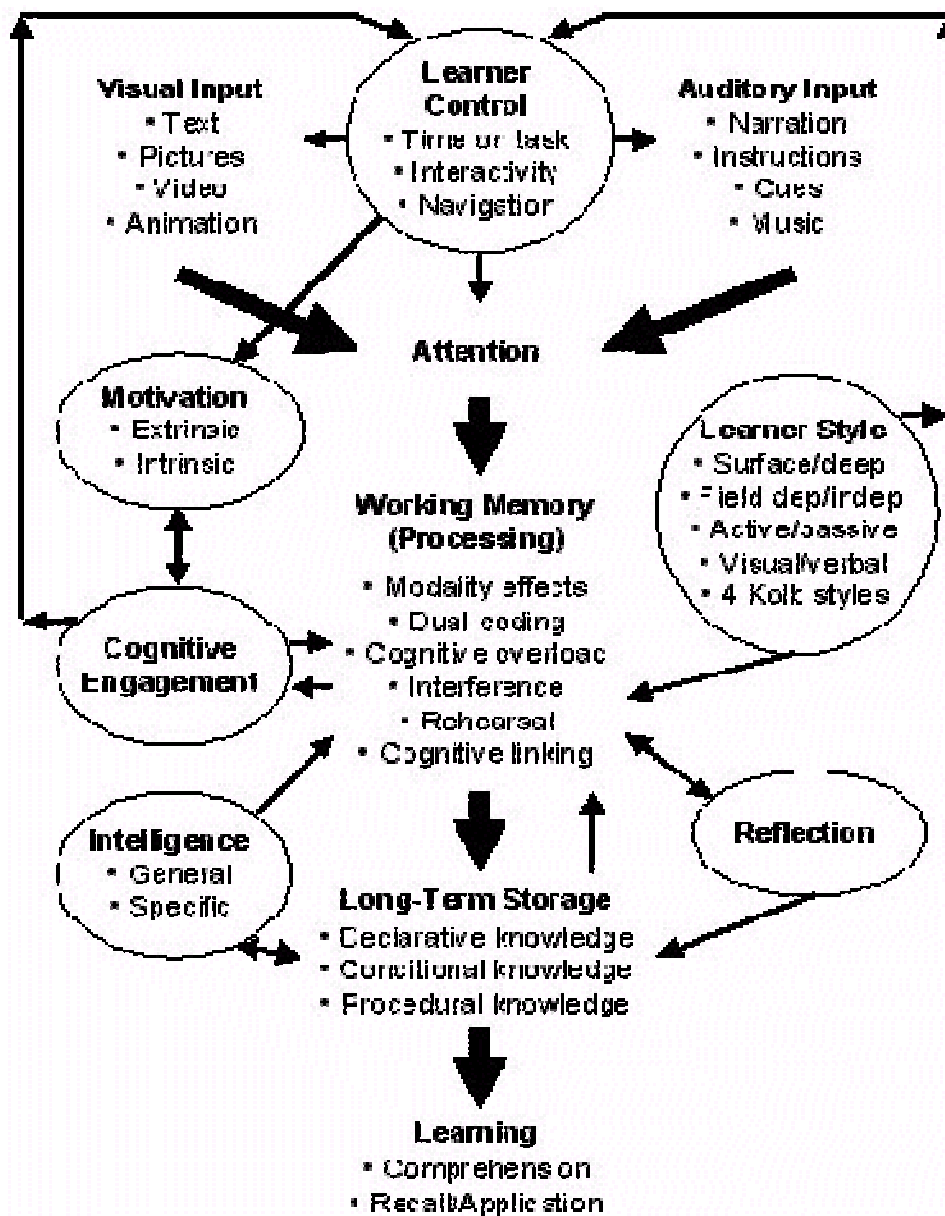 Learner
Control
• Time on task
• Interactivity
• Navigation
Visual Input
• Text
• Pictures
• Video
• Animation
Auditory Input
• Narration
• Instructions
• Cues
• Music
Attention
Motivation
• Extrinsic
• Intrinsic
Learner Style
• Surface/deep
• Field dep/indep
• Active/passive
• Visual/verbal
• 4 Kolb styles
Working Memory
(Processing)
• Modality effects
• Dual coding
• Cognitive overload
• Interference
• Rehearsal
• Cognitive linking
Cognitive
Engagement
Intelligence
• General
• Specific
Reflection
Long-Term Storage
• Declarative knowledge
• Conditional knowledge
• Procedural knowledge
Learning
• Comprehension
• Recall/Application